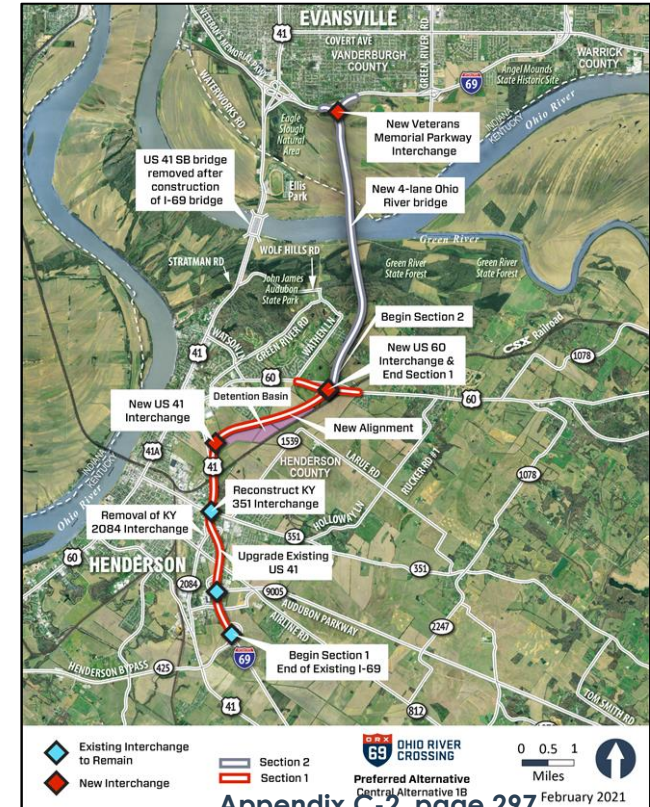 EVANSVILLE
41
COVERT AVE
VANDERBURGH
COUNTY
WARRICK
COUNTY
VETERANS MEMORIAL PKWY
GREEN RIVER RD
69
Angel Mounds
State Historic Site
WATERWORKS RD
INDIANA
KENTUCKY
Ohio River
Eagle
Slough
Natural
Area
New Veterans
Memorial Parkway
Interchange
US 41 SB bridge
removed after
construction
of I-69 bridge
Ellis
Park
New 4-lane Ohio
River bridge
Green River
STRATMAN RD
WOLF HILLS RD
Green River
State Forest
Green River
State Forest
John James
Audubon
State Park
WATSON LN
GREEN RIVER RD
WATHEN LN
Begin Section 2
41
New US 60
Interchange &
End Section 1
CSX Railroad
1078
60
60
New US 41
Interchange
Detention Basin
New Alignment
41A
1539
HENDERSON
COUNTY
LARUE RD
RUCKER RD #1
INDIANA
KENTUCKY
41
1078
Reconstruct KY
351 Interchange
Ohio River
Removal of KY
2084 Interchange
HOLLOWAY LN
351
351
60
HENDERSON
Upgrade Existing
US 41
2084
9005
AUDUBON PARKWAY
AIRLINE RD
2247
Begin Section 1
End of Existing I-69
69
HENDERSON BYPASS
425
41
812
TOM SMITH RD
Existing Interchange
to Remain
New Interchange
Section 2
Section 1
ORX
69
OHIO RIVER
CROSSING
Preferred Alternative
Central Alternative 1B
0 0.5 1
Miles
February 2021
Appendix C-2, page 297